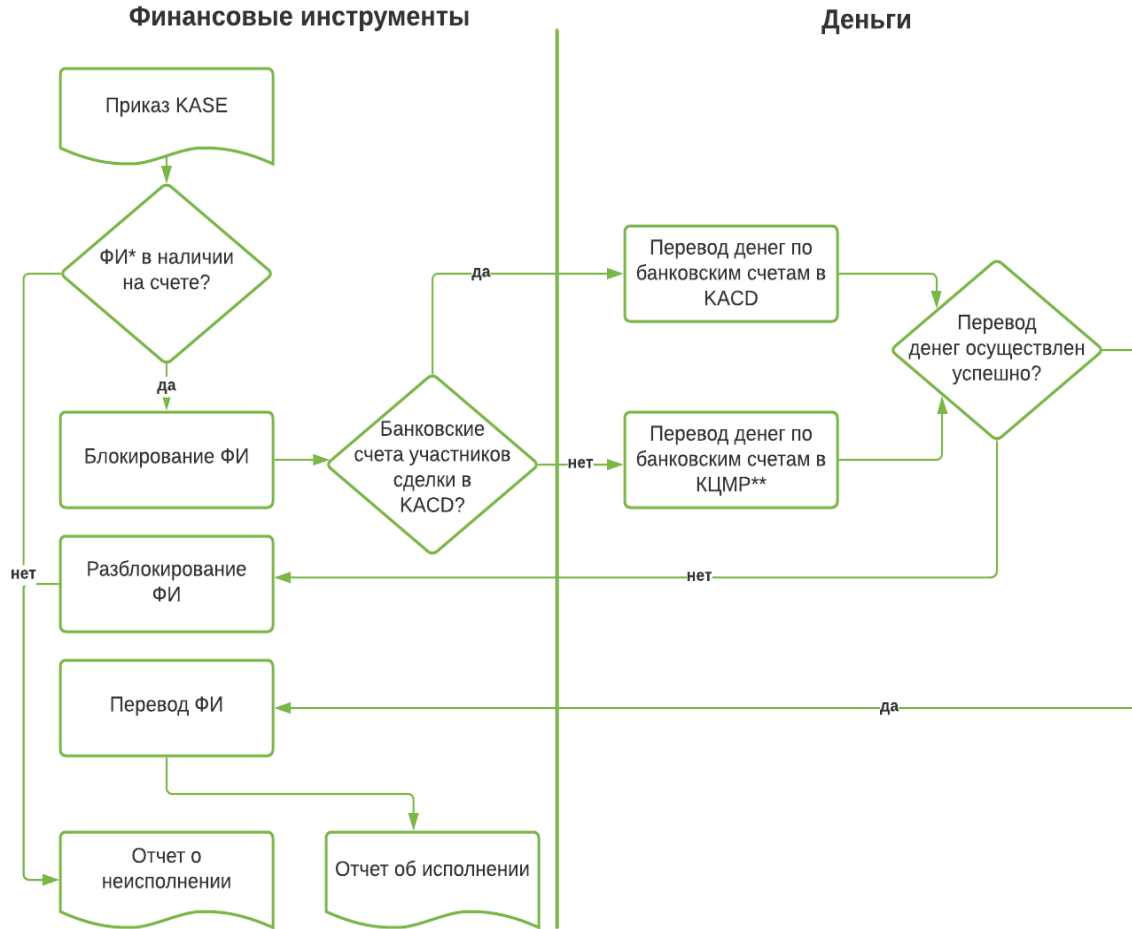 Финансовые инструменты
Деньги
Приказ KASE
ФИ* в наличии
на счете?
да
Блокирование ФИ
Банковские
счета участников
сделки в
KACD?
да
Перевод денег по
банковским счетам в
KACD
нет
Перевод денег по
банковским счетам в
КЦМР**
Перевод
денег осуществлен
успешно?
нет
Разблокирование
ФИ
нет
да
Перевод ФИ
Отчет о
неисполнении
Отчет об исполнении